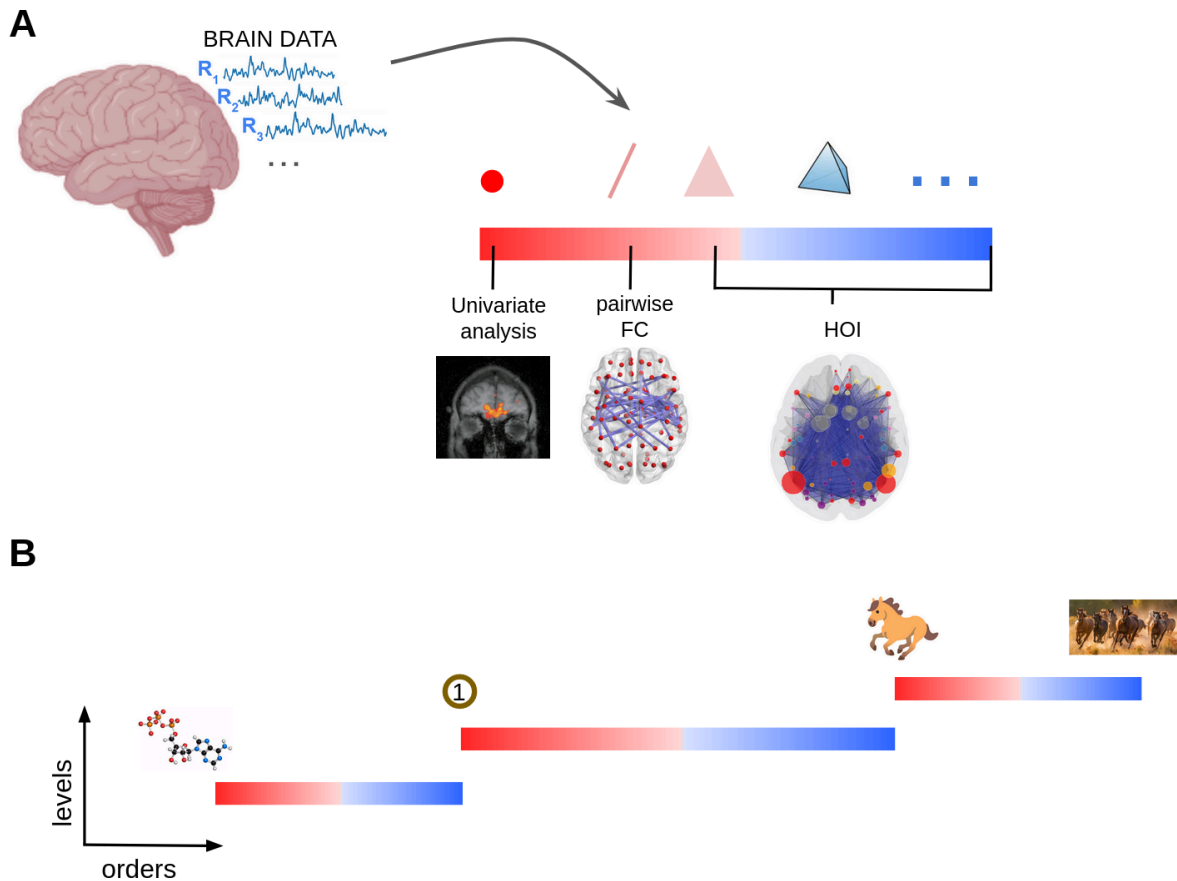 A
BRAIN DATA
R1
R2
R3
...
Univariate
analysis
pairwise
FC
HOI
B
1
levels
orders